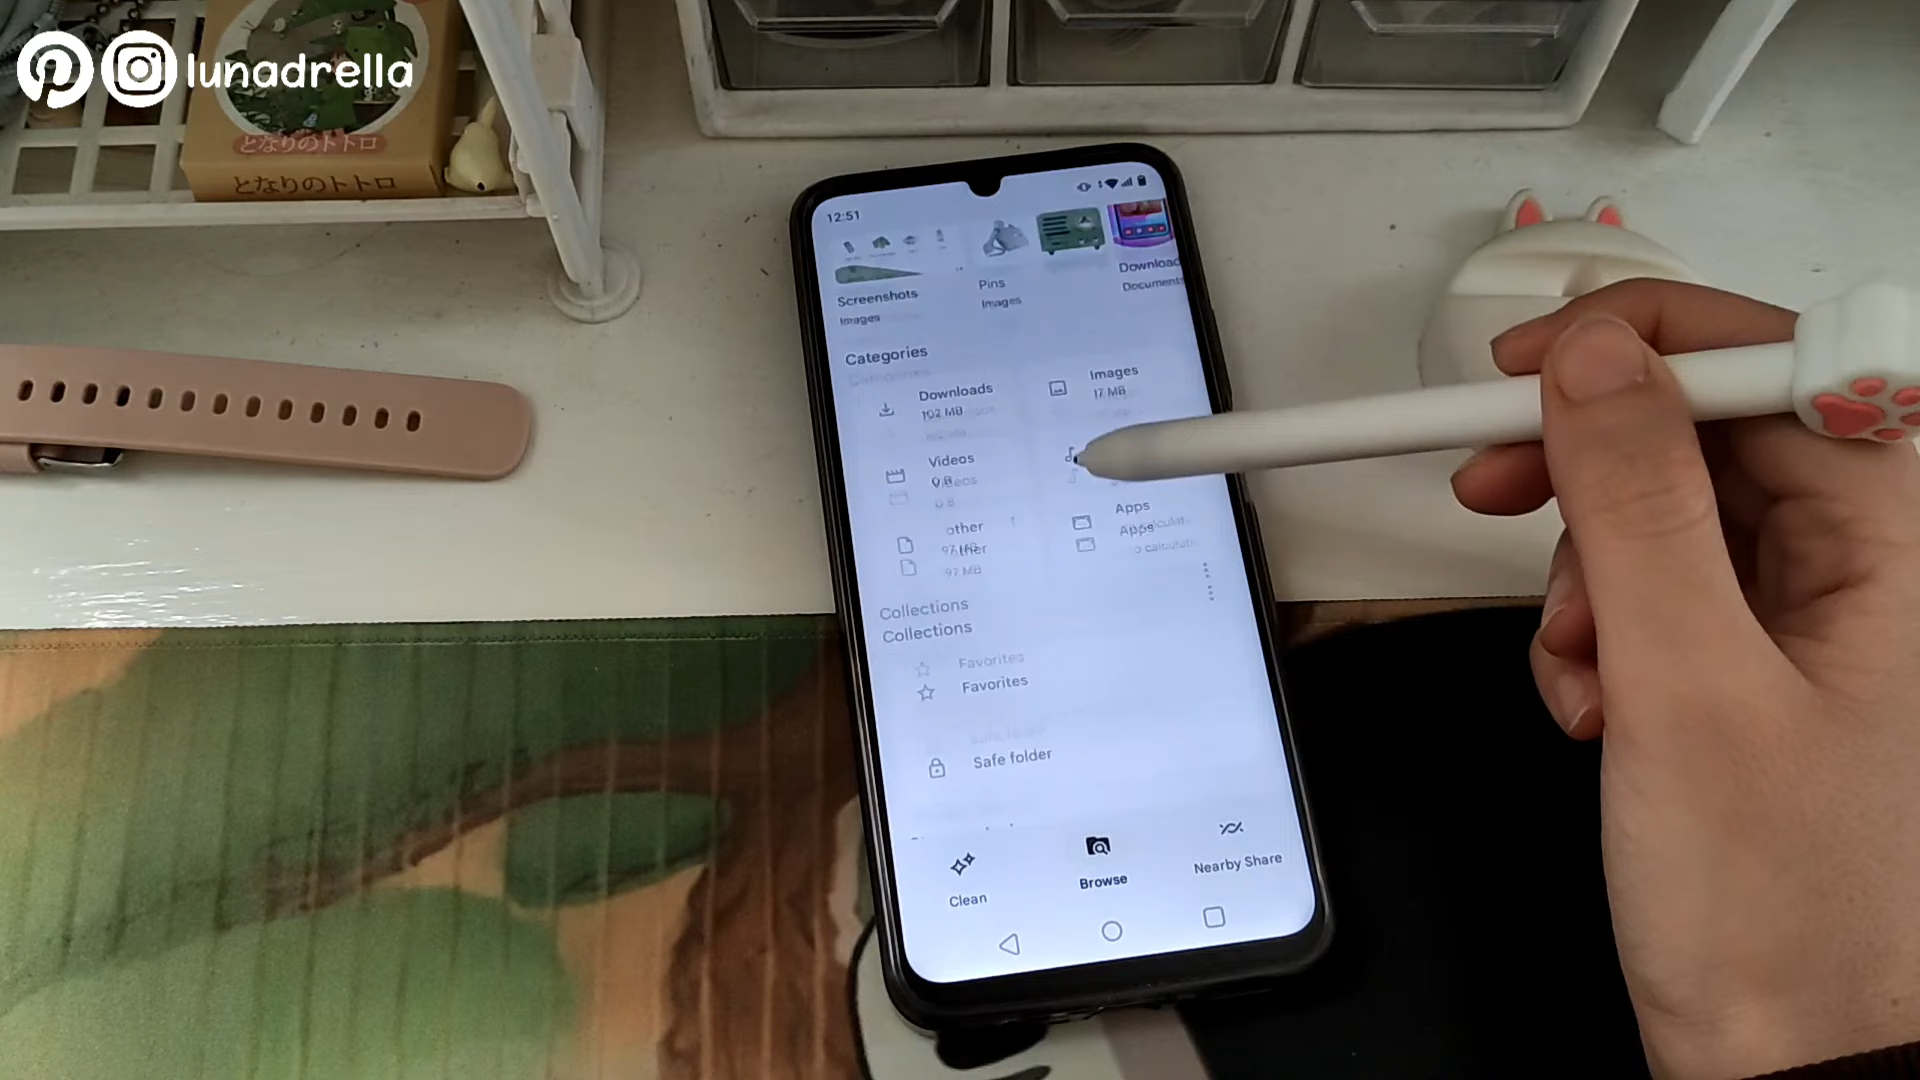 lunadrella
となりのトトロ
となりのトトロ
12:51
Screenshots
Images
Pins
Images
Download
Documents
Categories
Downloads
102 MB
Images
17 MB
Videos
0 B
Apps
other
97 MB
Collections
Collections
Favorites
Favorites
Safe folder
Clean
Browse
Nearby Share